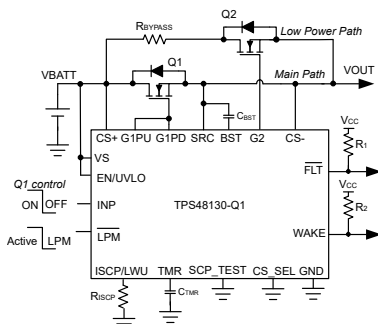 Q2
RBYPASS
Low Power Path
Q1
VBATT
Main Path
VOUT
CBST
CS+ G1PU G1PD SRC BST G2 CS-
VS
EN/UVLO
Q1 control
ON OFF
INP
TPS48130-Q1
Active LPM
LPM
FLT
VCC
R1
VCC
R2
WAKE
ISCP/LWU TMR SCP_TEST CS_SEL GND
RISCP
CTMR